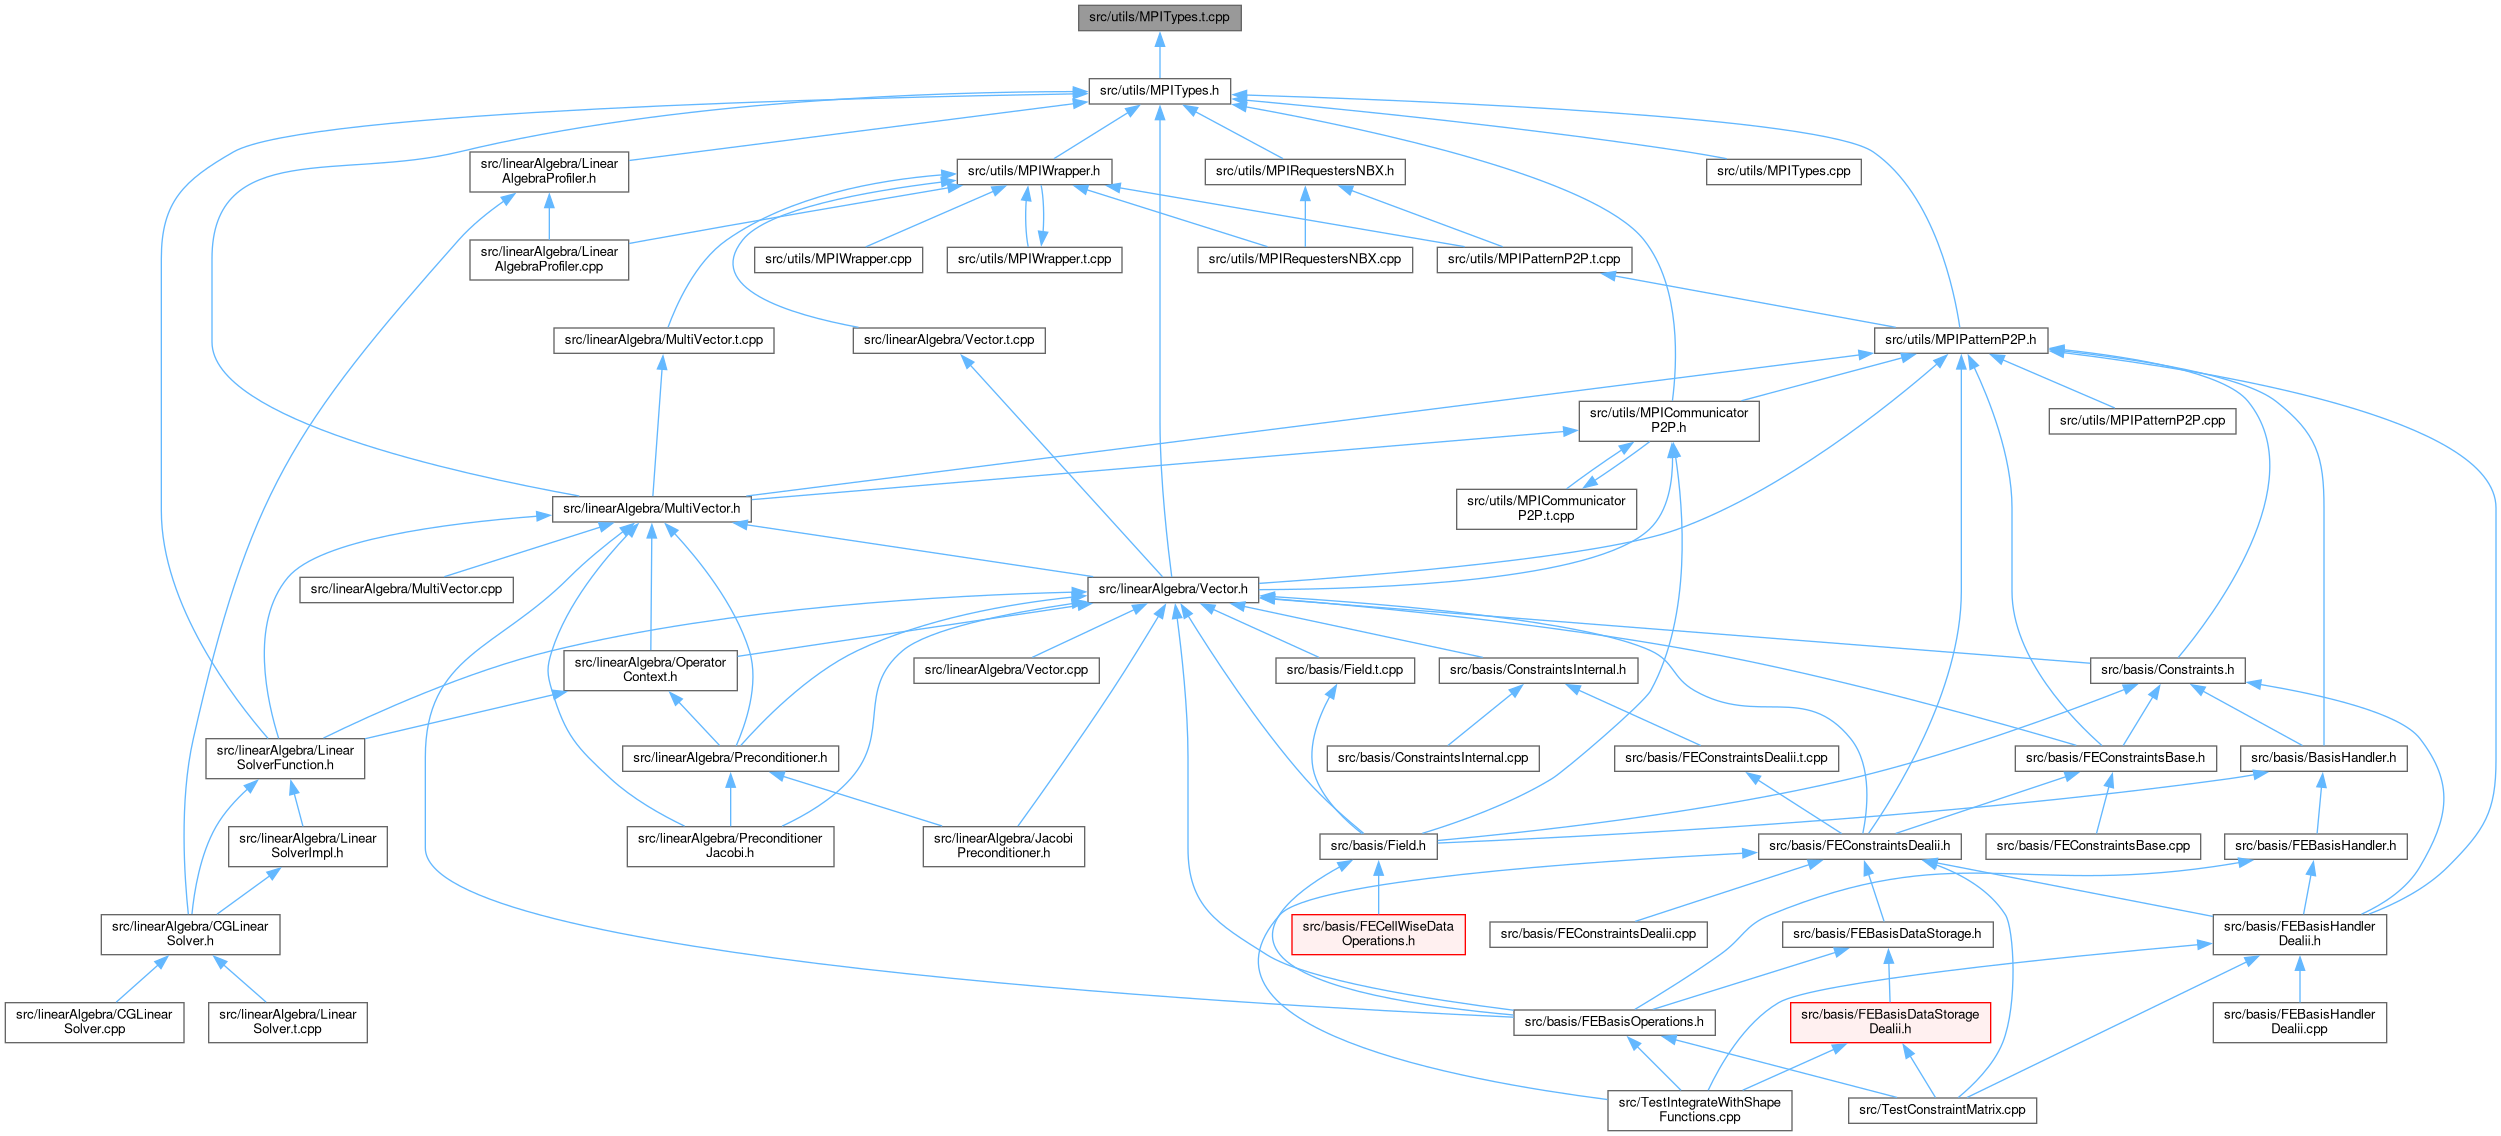 src/utils/MPITypes.t.cpp
src/utils/MPITypes.h
src/linearAlgebra/Linear
AlgebraProfiler.h
src/utils/MPIWrapper.h
src/utils/MPIRequestersNBX.h
src/utils/MPITypes.cpp
src/linearAlgebra/Linear
AlgebraProfiler.cpp
src/utils/MPIWrapper.cpp
src/utils/MPIWrapper.t.cpp
src/utils/MPIRequestersNBX.cpp
src/utils/MPIPatternP2P.t.cpp
src/linearAlgebra/MultiVector.t.cpp
src/linearAlgebra/Vector.t.cpp
src/utils/MPIPatternP2P.h
src/utils/MPICommunicator
P2P.h
src/utils/MPIPatternP2P.cpp
src/linearAlgebra/MultiVector.h
src/utils/MPICommunicator
P2P.t.cpp
src/linearAlgebra/MultiVector.cpp
src/linearAlgebra/Vector.h
src/linearAlgebra/Operator
Context.h
src/linearAlgebra/Vector.cpp
src/basis/Field.t.cpp
src/basis/ConstraintsInternal.h
src/basis/Constraints.h
src/linearAlgebra/Linear
SolverFunction.h
src/linearAlgebra/Preconditioner.h
src/basis/ConstraintsInternal.cpp
src/basis/FEConstraintsDealii.t.cpp
src/basis/FEConstraintsBase.h
src/basis/BasisHandler.h
src/linearAlgebra/Linear
SolverImpl.h
src/linearAlgebra/Preconditioner
Jacobi.h
src/linearAlgebra/Jacobi
Preconditioner.h
src/basis/Field.h
src/basis/FEConstraintsDealii.h
src/basis/FEConstraintsBase.cpp
src/basis/FEBasisHandler.h
src/linearAlgebra/CGLinear
Solver.h
src/basis/FECellWiseData
Operations.h
src/basis/FEConstraintsDealii.cpp
src/basis/FEBasisDataStorage.h
src/basis/FEBasisHandler
Dealii.h
src/linearAlgebra/CGLinear
Solver.cpp
src/linearAlgebra/Linear
Solver.t.cpp
src/basis/FEBasisOperations.h
src/basis/FEBasisDataStorage
Dealii.h
src/basis/FEBasisHandler
Dealii.cpp
src/TestIntegrateWithShape
Functions.cpp
src/TestConstraintMatrix.cpp